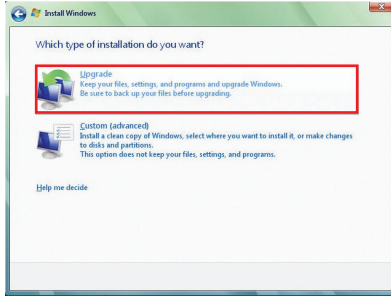 Install Windows
Which type of installation do you want?
Upgrade
Keep your files, settings, and programs and upgrade Windows.
Be sure to back up your files before upgrading.
Custom (advanced)
Install a clean copy of Windows, select where you want to install it, or make changes
to disks and partitions.
This option does not keep your files, settings, and programs.
Help me decide